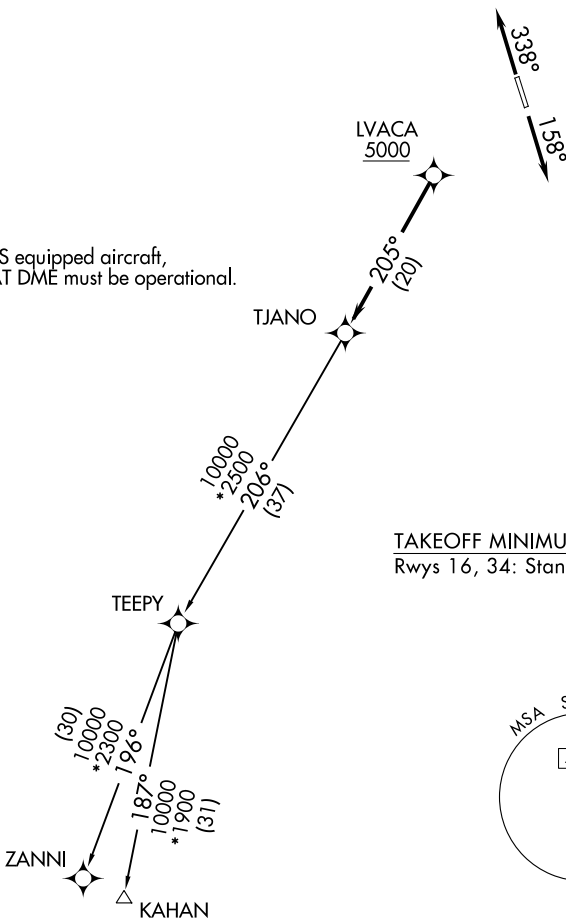 338°
158°
LVACA
5000
S equipped aircraft,
AT DME must be operational.
205°
(20)
TJANO
10000
*2500
206°
(37)
TAKEOFF MINIMU
Rwys 16, 34: Stan
TEEPY
(30)
10000
*2300
196°
187°
10000
*1900
(31)
MSA S
ZANNI
KAHAN